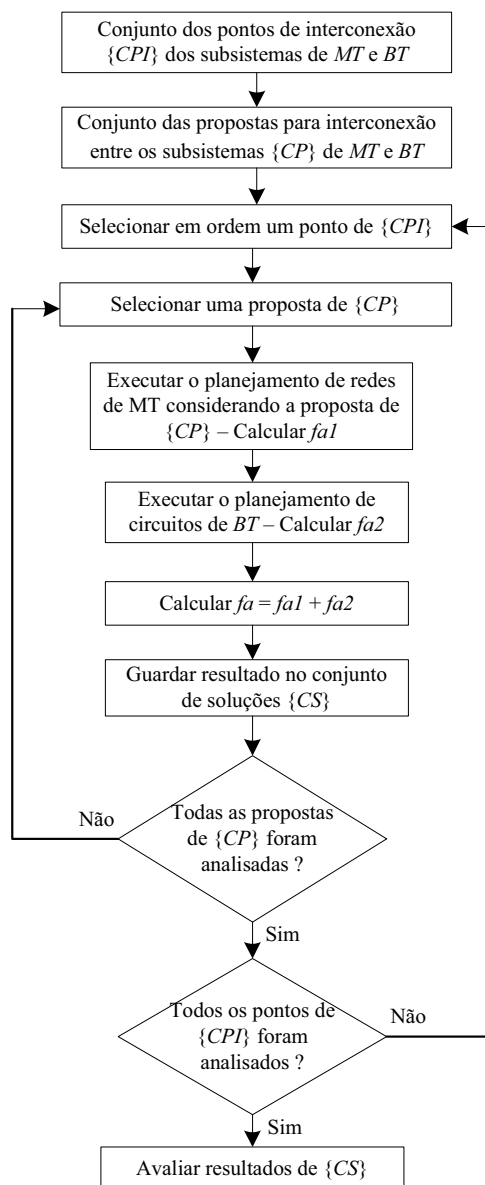 Conjunto dos pontos de interconexão
{CPI} dos subsistemas de MT e BT
Conjunto das propostas para interconexão
entre os subsistemas {CP} de MT e BT
Selecionar em ordem um ponto de {CPI}
Selecionar uma proposta de {CP}
Executar o planejamento de redes
de MT considerando a proposta de
{CP} – Calcular fa1
Executar o planejamento de
circuitos de BT – Calcular fa2
Calcular fa = fa1 + fa2
Guardar resultado no conjunto
de soluções {CS}
Não
Todas as propostas
de {CP} foram
analisadas ?
Sim
Todos os pontos de
{CPI} foram
analisados ?
Não
Sim
Avaliar resultados de {CS}